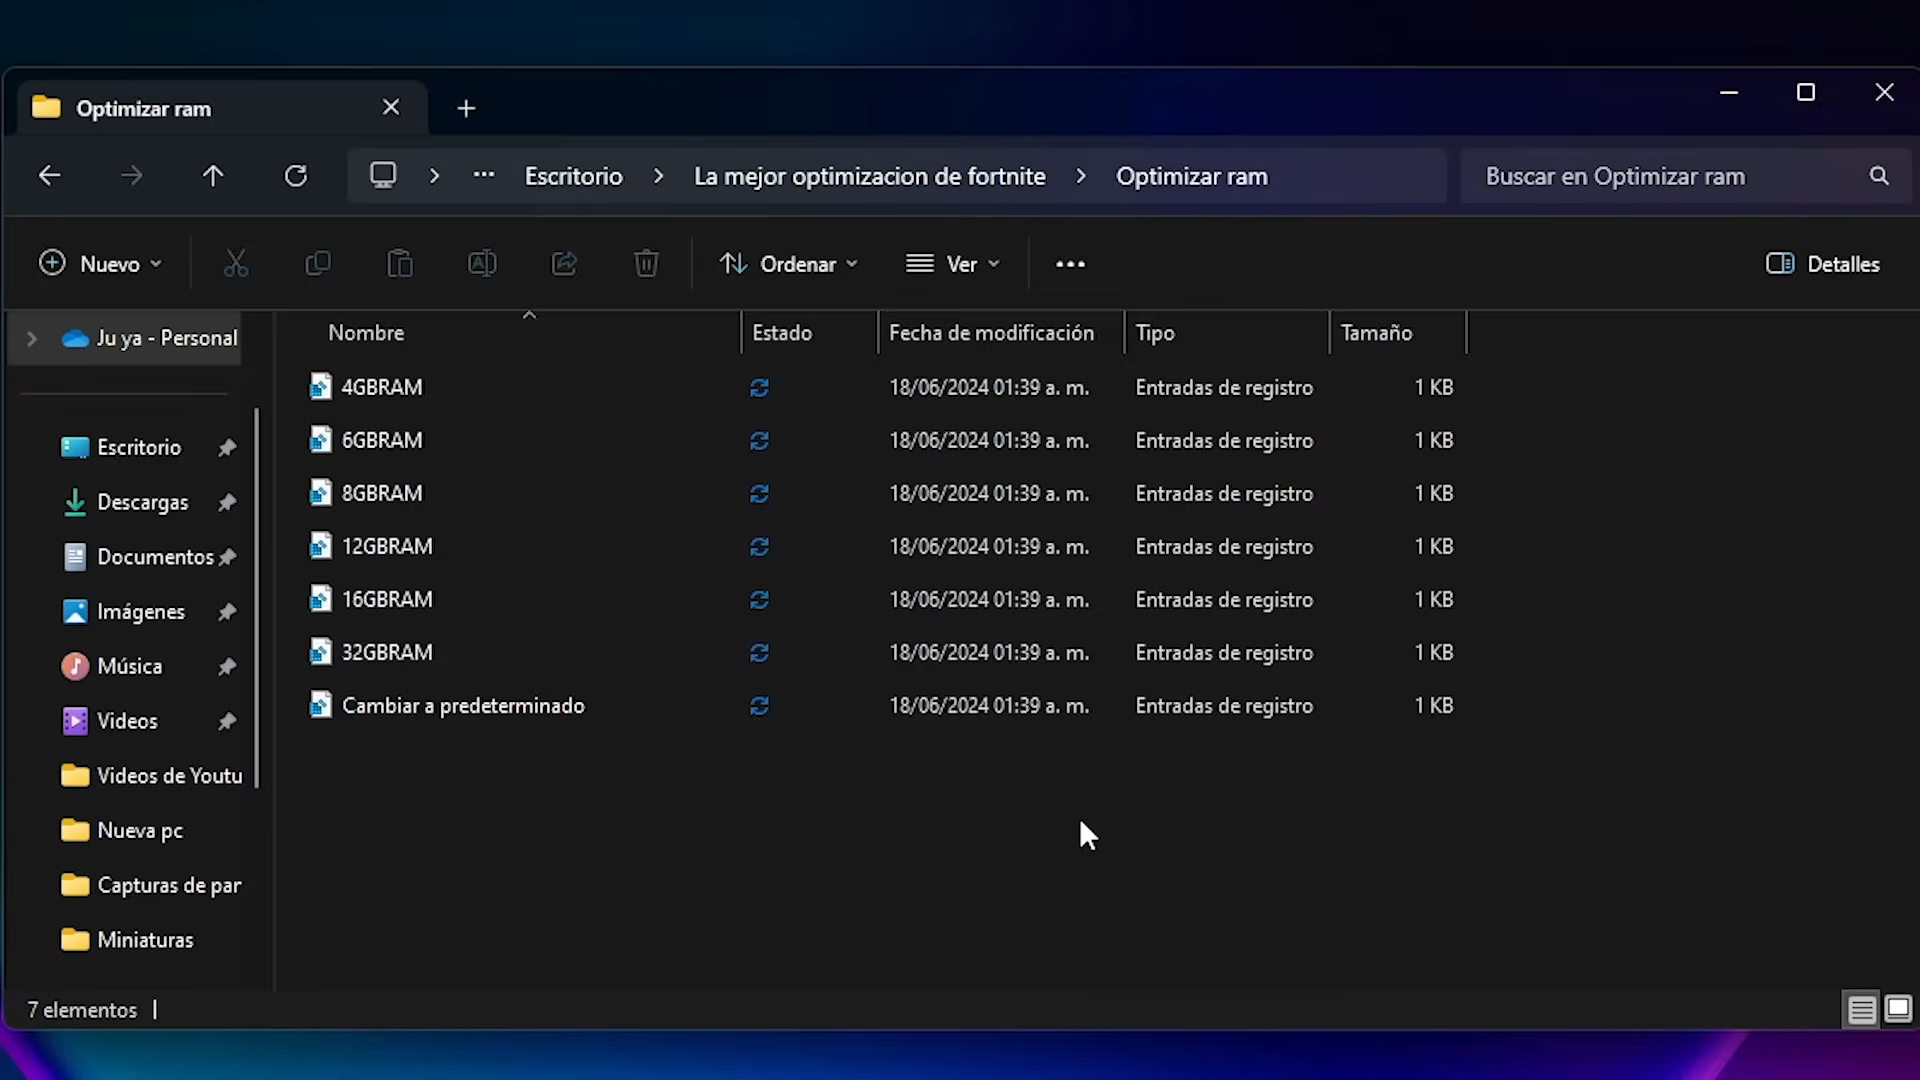 Optimizar ram
Escritorio La mejor optimizacion de fortnite Optimizar ram Buscar en Optimizar ram
Nuevo Ordenar Ver Detalles
Ju ya - Personal
Escritorio
Descargas
Documentos
Imágenes
Música
Videos
Videos de Youtu
Nueva pc
Capturas de par
Miniaturas
Nombre Estado Fecha de modificación Tipo Tamaño
4GBRAM 18/06/2024 01:39 a. m. Entradas de registro 1 KB
6GBRAM 18/06/2024 01:39 a. m. Entradas de registro 1 KB
8GBRAM 18/06/2024 01:39 a. m. Entradas de registro 1 KB
12GBRAM 18/06/2024 01:39 a. m. Entradas de registro 1 KB
16GBRAM 18/06/2024 01:39 a. m. Entradas de registro 1 KB
32GBRAM 18/06/2024 01:39 a. m. Entradas de registro 1 KB
Cambiar a predeterminado 18/06/2024 01:39 a. m. Entradas de registro 1 KB
7 elementos